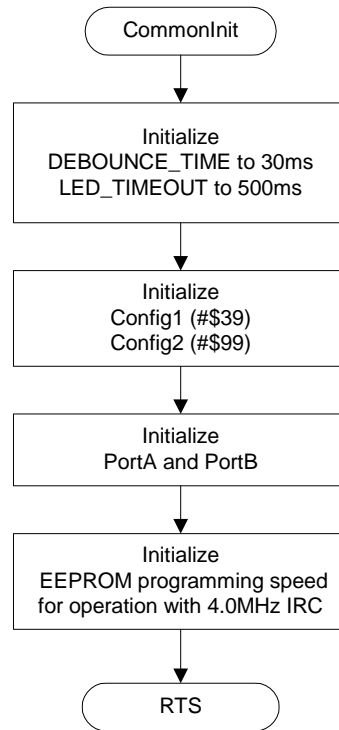 CommonInit
Initialize
DEBOUNCE_TIME to 30ms
LED_TIMEOUT to 500ms
Initialize
Config1 (#$39)
Config2 (#$99)
Initialize
PortA and PortB
Initialize
EEPROM programming speed
for operation with 4.0MHz IRC
RTS